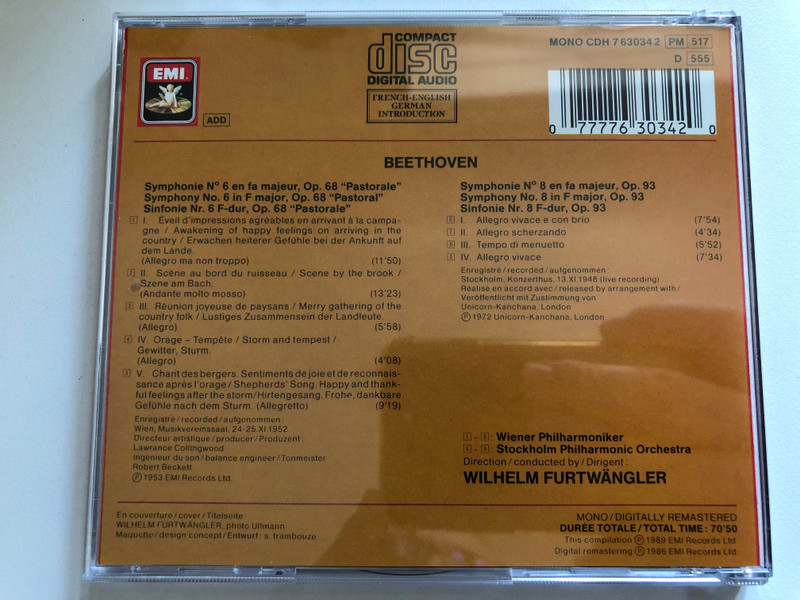 EMI
ADD
COMPACT
disc
DIGITAL AUDIO
FRENCH-ENGLISH
GERMAN
INTRODUCTION
MONO CDH 7 63034 2 PM 517
D 555
0 77776 30342 0
BEETHOVEN
Symphonie Nº 6 en fa majeur, Op. 68 “Pastorale”
Symphony No. 6 in F major, Op. 68 “Pastoral”
Sinfonie Nr. 6 F-dur, Op. 68 “Pastorale”
1 I. Eveil d'impressions agréables en arrivant à la campa-
gne / Awakening of happy feelings on arriving in the
country / Erwachen heiterer Gefühle bei der Ankunft auf
dem Lande.
(Allegro ma non troppo) (11'50)
2 II. Scène au bord du ruisseau / Scene by the brook /
Szene am Bach.
(Andante molto mosso) (13'23)
3 III. Réunion joyeuse de paysans / Merry gathering of the
country folk / Lustiges Zusammensein der Landleute.
(Allegro) (5'58)
4 IV. Orage – Tempête / Storm and tempest /
Gewitter, Sturm.
(Allegro) (4'08)
5 V. Chant des bergers. Sentiments de joie et de reconnais-
sance après l'orage / Shepherds' Song. Happy and thank-
ful feelings after the storm/Hirtengesang. Frohe, dankbare
Gefühle nach dem Sturm. (Allegretto) (9'19)
Enregistré / recorded / aufgenommen
Wien, Musikvereinssaal, 24-25.XI.1952
Directeur artistique / producer / Produzent :
Lawrance Collingwood
Ingénieur du son / balance engineer / Tonmeister
Robert Beckett
℗ 1953 EMI Records Ltd.
Symphonie Nº 8 en fa majeur, Op. 93
Symphony No. 8 in F major, Op. 93
Sinfonie Nr. 8 F-dur, Op. 93
6 I. Allegro vivace e con brio (7'54)
7 II. Allegro scherzando (4'34)
8 III. Tempo di menuetto (5'52)
9 IV. Allegro vivace (7'34)
Enregistré / recorded / aufgenommen :
Stockholm, Konzerthus, 13.XI.1948 (live recording)
Réalisé en accord avec / released by arrangement with /
Veröffentlicht mit Zustimmung von
Unicorn-Kanchana, London
℗ 1972 Unicorn-Kanchana, London
1 – 5 : Wiener Philharmoniker
6 – 9 : Stockholm Philharmonic Orchestra
Direction / conducted by / Dirigent :
WILHELM FURTWÄNGLER
En couverture / cover / Titelseite
WILHELM FURTWÄNGLER, photo Ullmann
Maquette / design concept / Entwurf : s. trambouze
MONO / DIGITALLY REMASTERED
DURÉE TOTALE / TOTAL TIME : 70'50
This compilation ℗ 1989 EMI Records Ltd.
Digital remastering ℗ 1986 EMI Records Ltd.